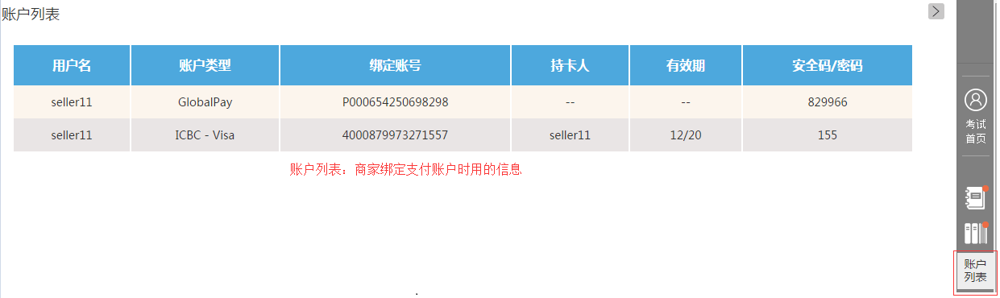 账户列表
用户名 账户类型 绑定账号 持卡人 有效期 安全码/密码
seller11 GlobalPay P000654250698298 -- -- 829966
seller11 ICBC - Visa 4000879973271557 seller11 12/20 155
账户列表：商家绑定支付账户时用的信息
考试
首页
账户
列表